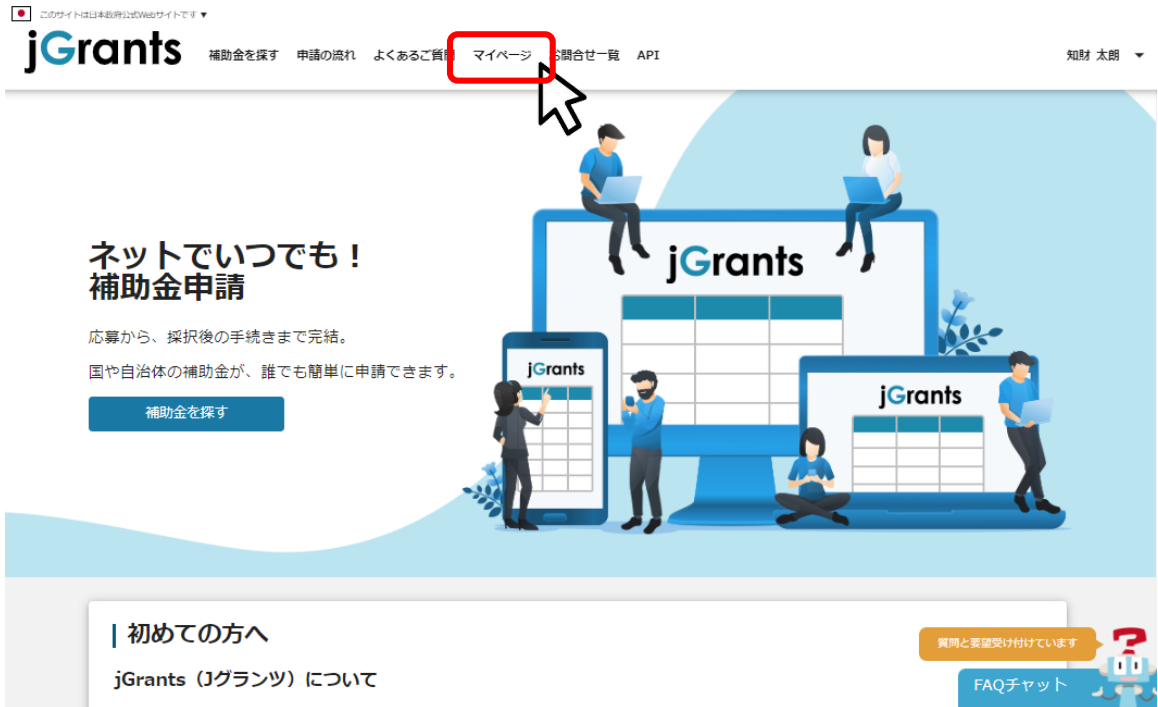 このサイトは日本政府公式Webサイトです ▼
jGrants 補助金を探す 申請の流れ よくあるご質問 マイページ お問合せ一覧 API 知財 太朗 ▼
jGrants
ネットでいつでも！
補助金申請
応募から、採択後の手続きまで完結。
国や自治体の補助金が、誰でも簡単に申請できます。
jGrants
jGrants
補助金を探す
初めての方へ
質問と要望受け付けています
jGrants（Jグランツ）について
FAQチャット